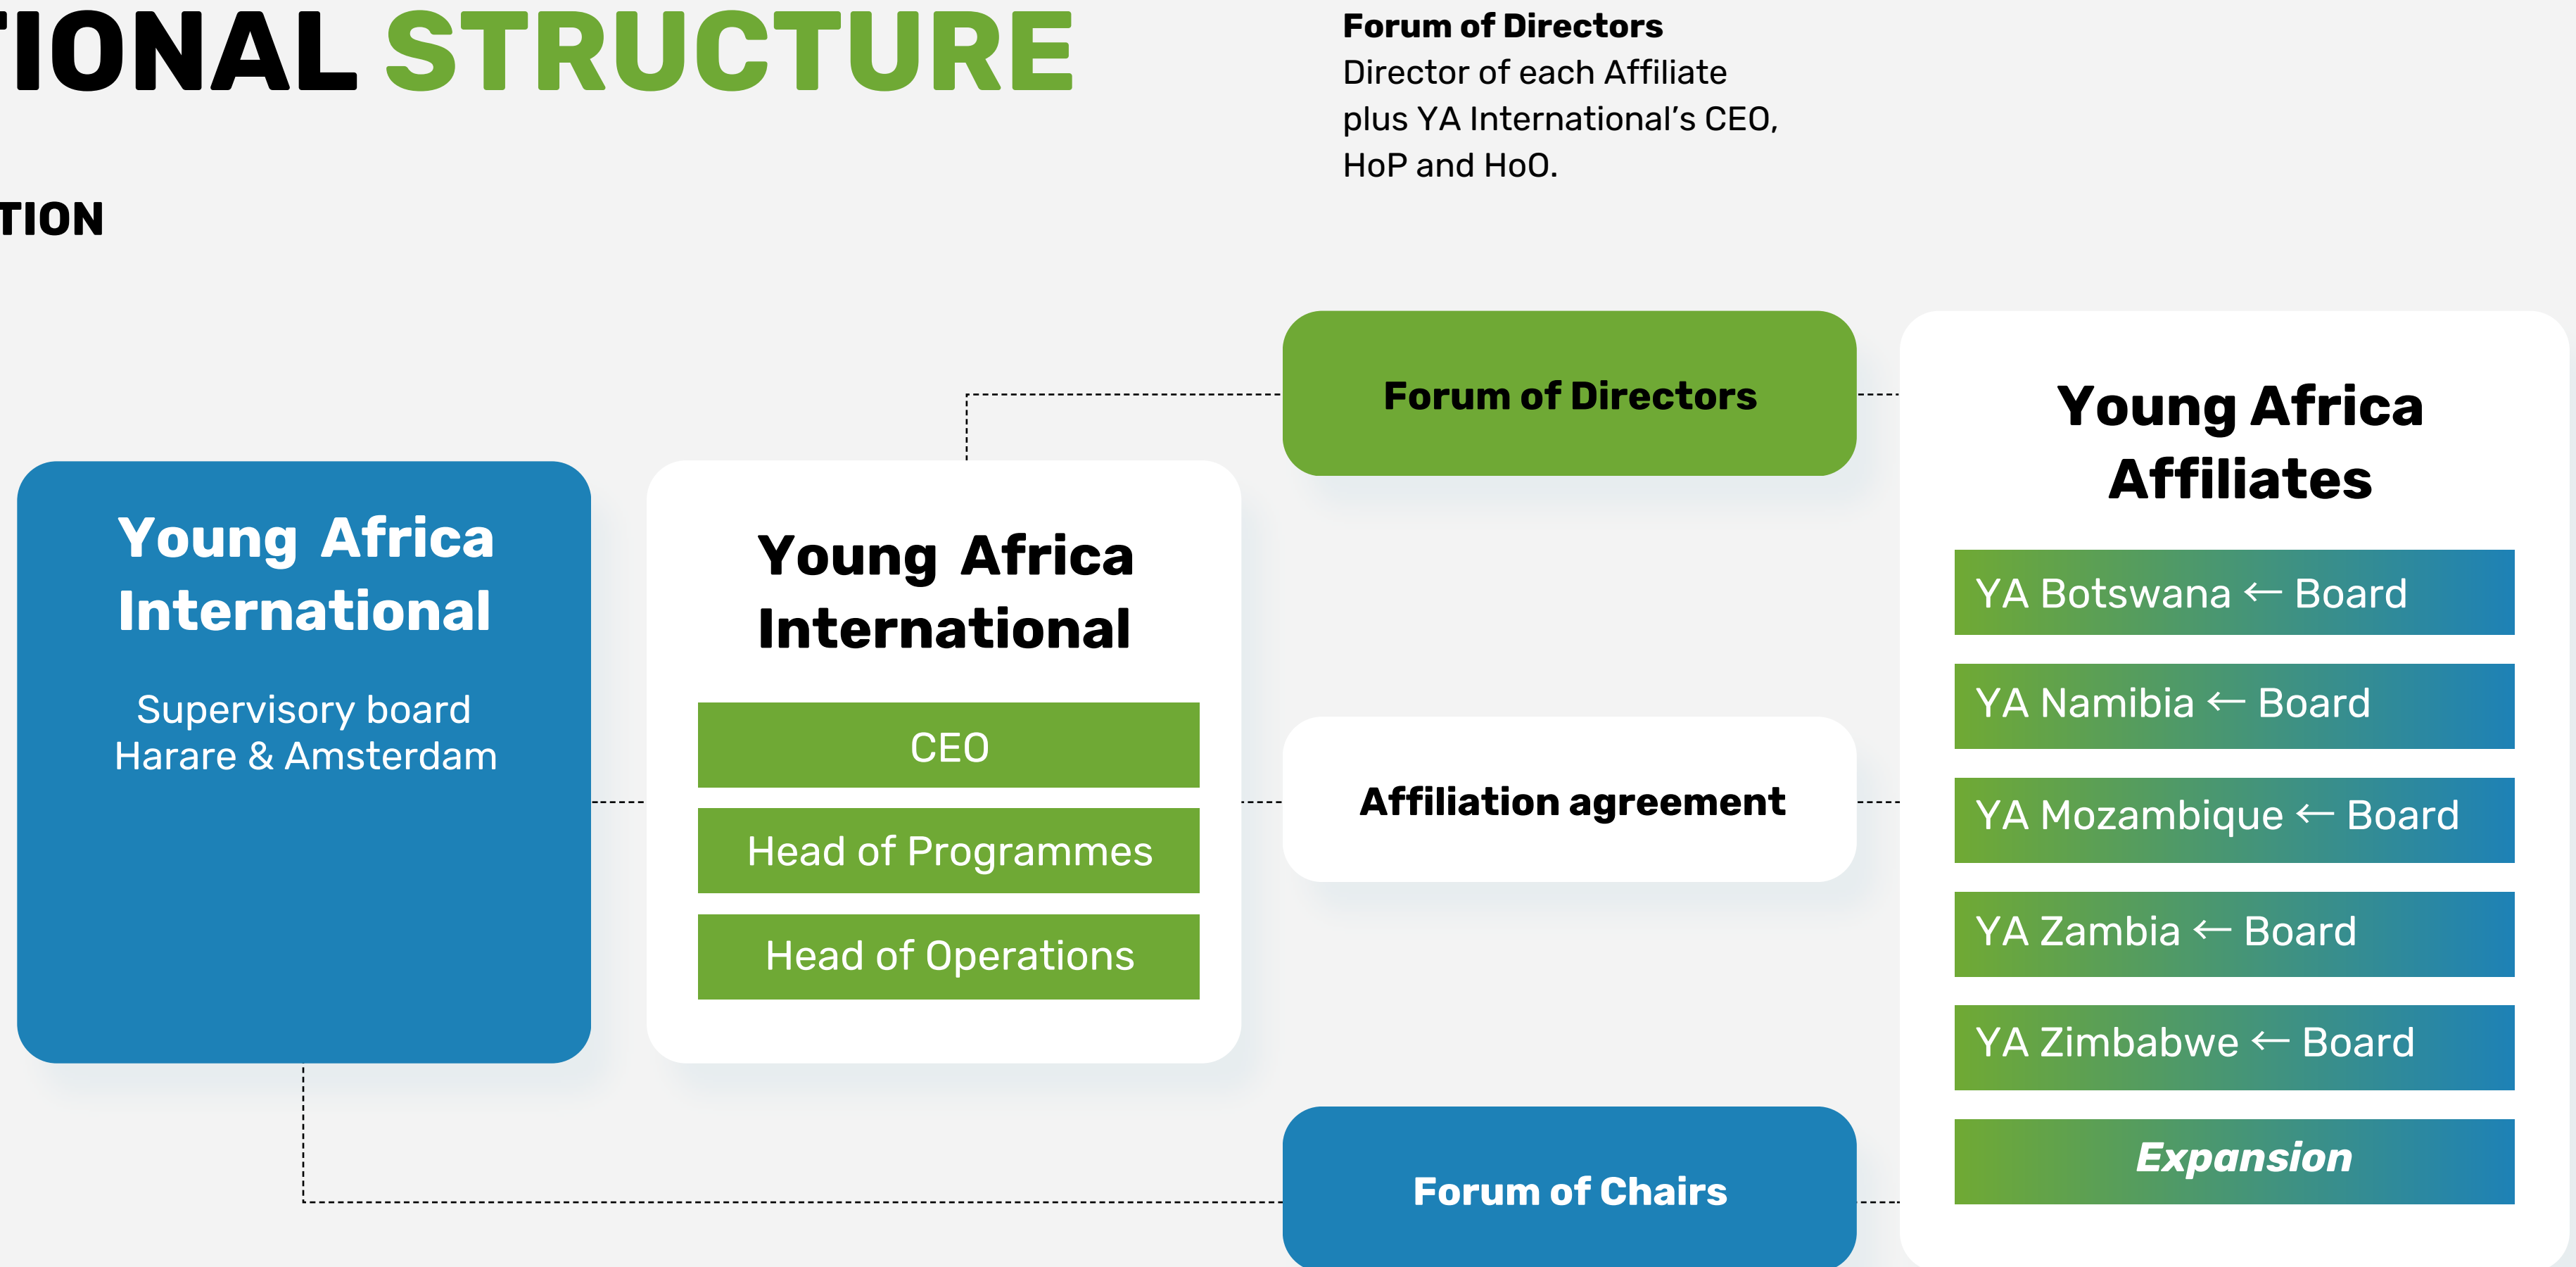 TIONAL STRUCTURE
TION
Forum of Directors
Director of each Affiliate
plus YA International’s CEO,
HoP and HoO.
Young Africa
International
Supervisory board
Harare & Amsterdam
Young Africa
International
CEO
Head of Programmes
Head of Operations
Forum of Directors
Affiliation agreement
Forum of Chairs
Young Africa
Affiliates
YA Botswana ← Board
YA Namibia ← Board
YA Mozambique ← Board
YA Zambia ← Board
YA Zimbabwe ← Board
Expansion